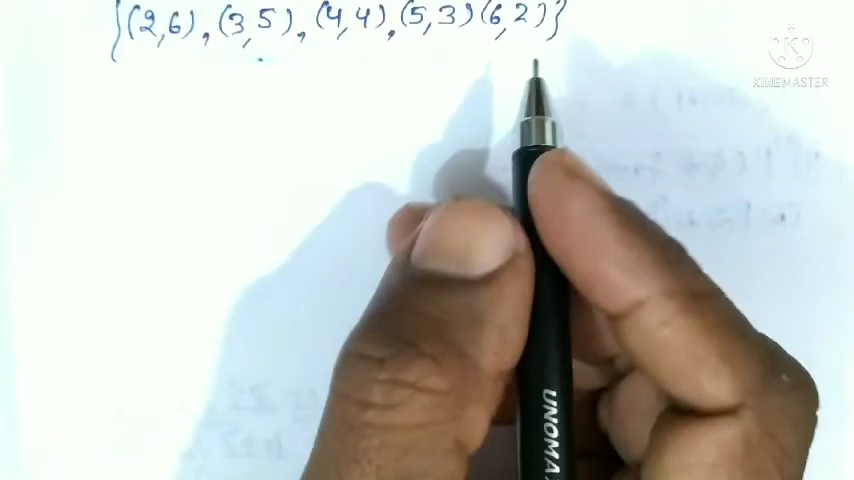 {(2,6), (3,5), (4,4), (5,3)(6,2)}
KINEMASTER
UNOMA